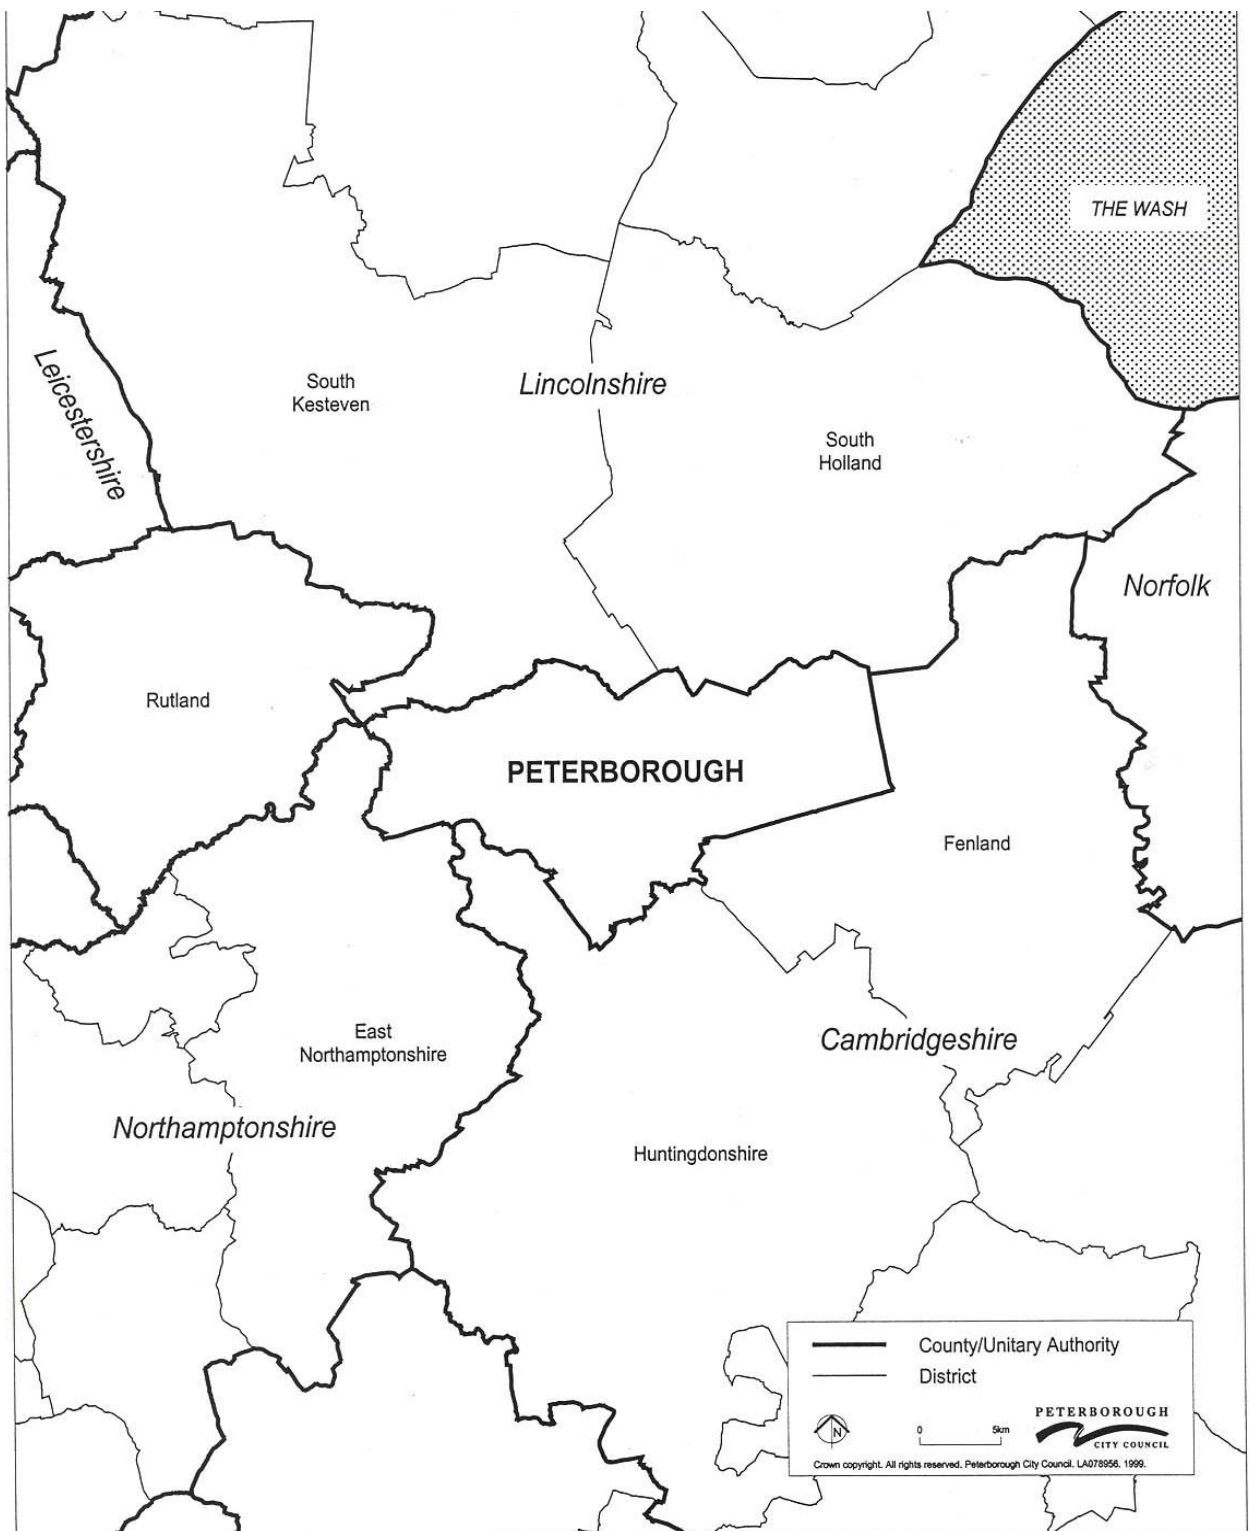 THE WASH
Leicestershire
South
Kesteven
Lincolnshire
South
Holland
Norfolk
Rutland
PETERBOROUGH
Fenland
East
Northamptonshire
Cambridgeshire
Northamptonshire
Huntingdonshire
County/Unitary Authority
District
N
0 5km
PETERBOROUGH
CITY COUNCIL
Crown copyright. All rights reserved. Peterborough City Council. LA078956. 1999.